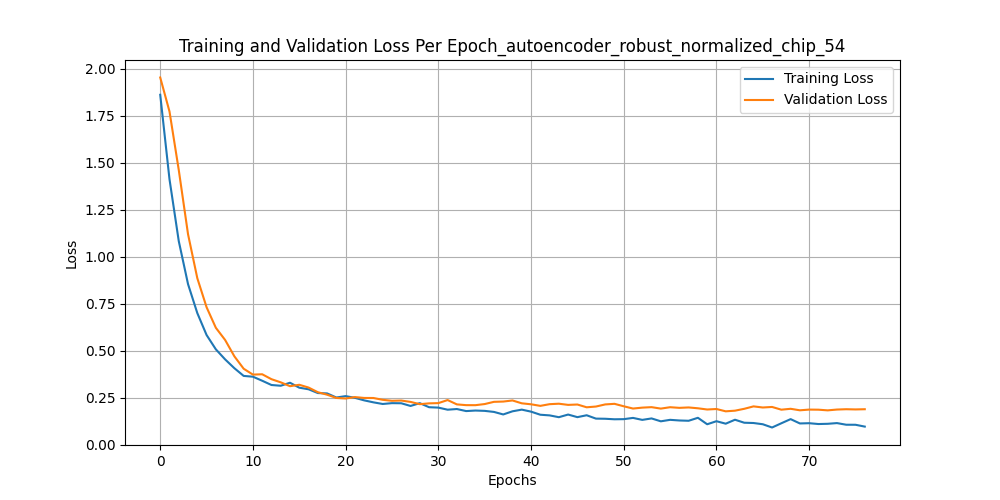 Training and Validation Loss Per Epoch_autoencoder_robust_normalized_chip_54
Training Loss
Validation Loss
Loss
2.00
1.75
1.50
1.25
1.00
0.75
0.50
0.25
0.00
0 10 20 30 40 50 60 70
Epochs